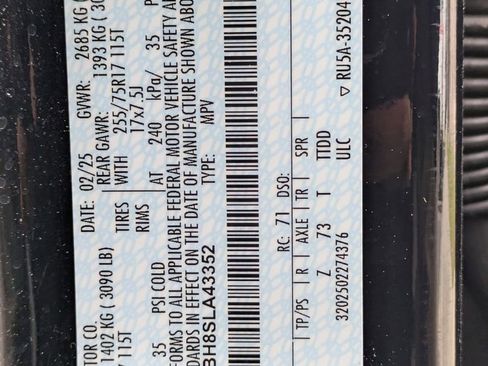 TOR CO. DATE: 02/25 GVWR: 2685 KG (
1402 KG ( 3090 LB) REAR GAWR: 1393 KG ( 30
115T TIRES WITH 255/75R17 115T
RIMS 17x7.5J
35 PSI COLD AT 240 kPa/ 35 P
FORMS TO ALL APPLICABLE FEDERAL MOTOR VEHICLE SAFETY A
DARDS IN EFFECT ON THE DATE OF MANUFACTURE SHOWN ABO
BH8SLA43352 MPV
RC: 71 DSO:
TP/PS R AXLE TR SPR
Z 73 T TTDD
3202502274376 ULC
▽ RU5A-35204